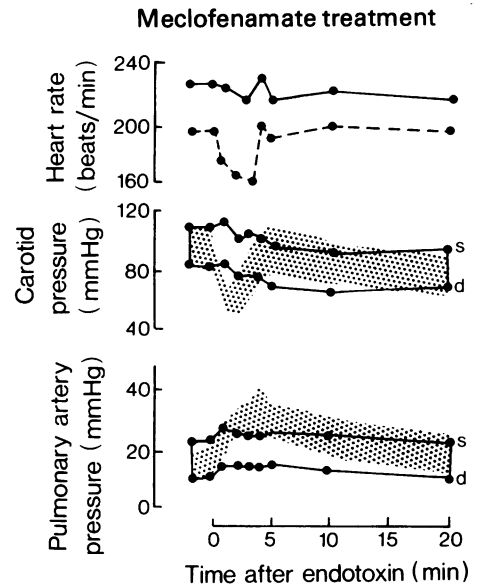 Meclofenamate treatment
Heart rate
(beats/min)
240
200
160
Carotid
pressure
(mmHg)
120
80
40
s
d
Pulmonary artery
pressure (mmHg)
40
20
0
s
d
0 5 10 15 20
Time after endotoxin (min)